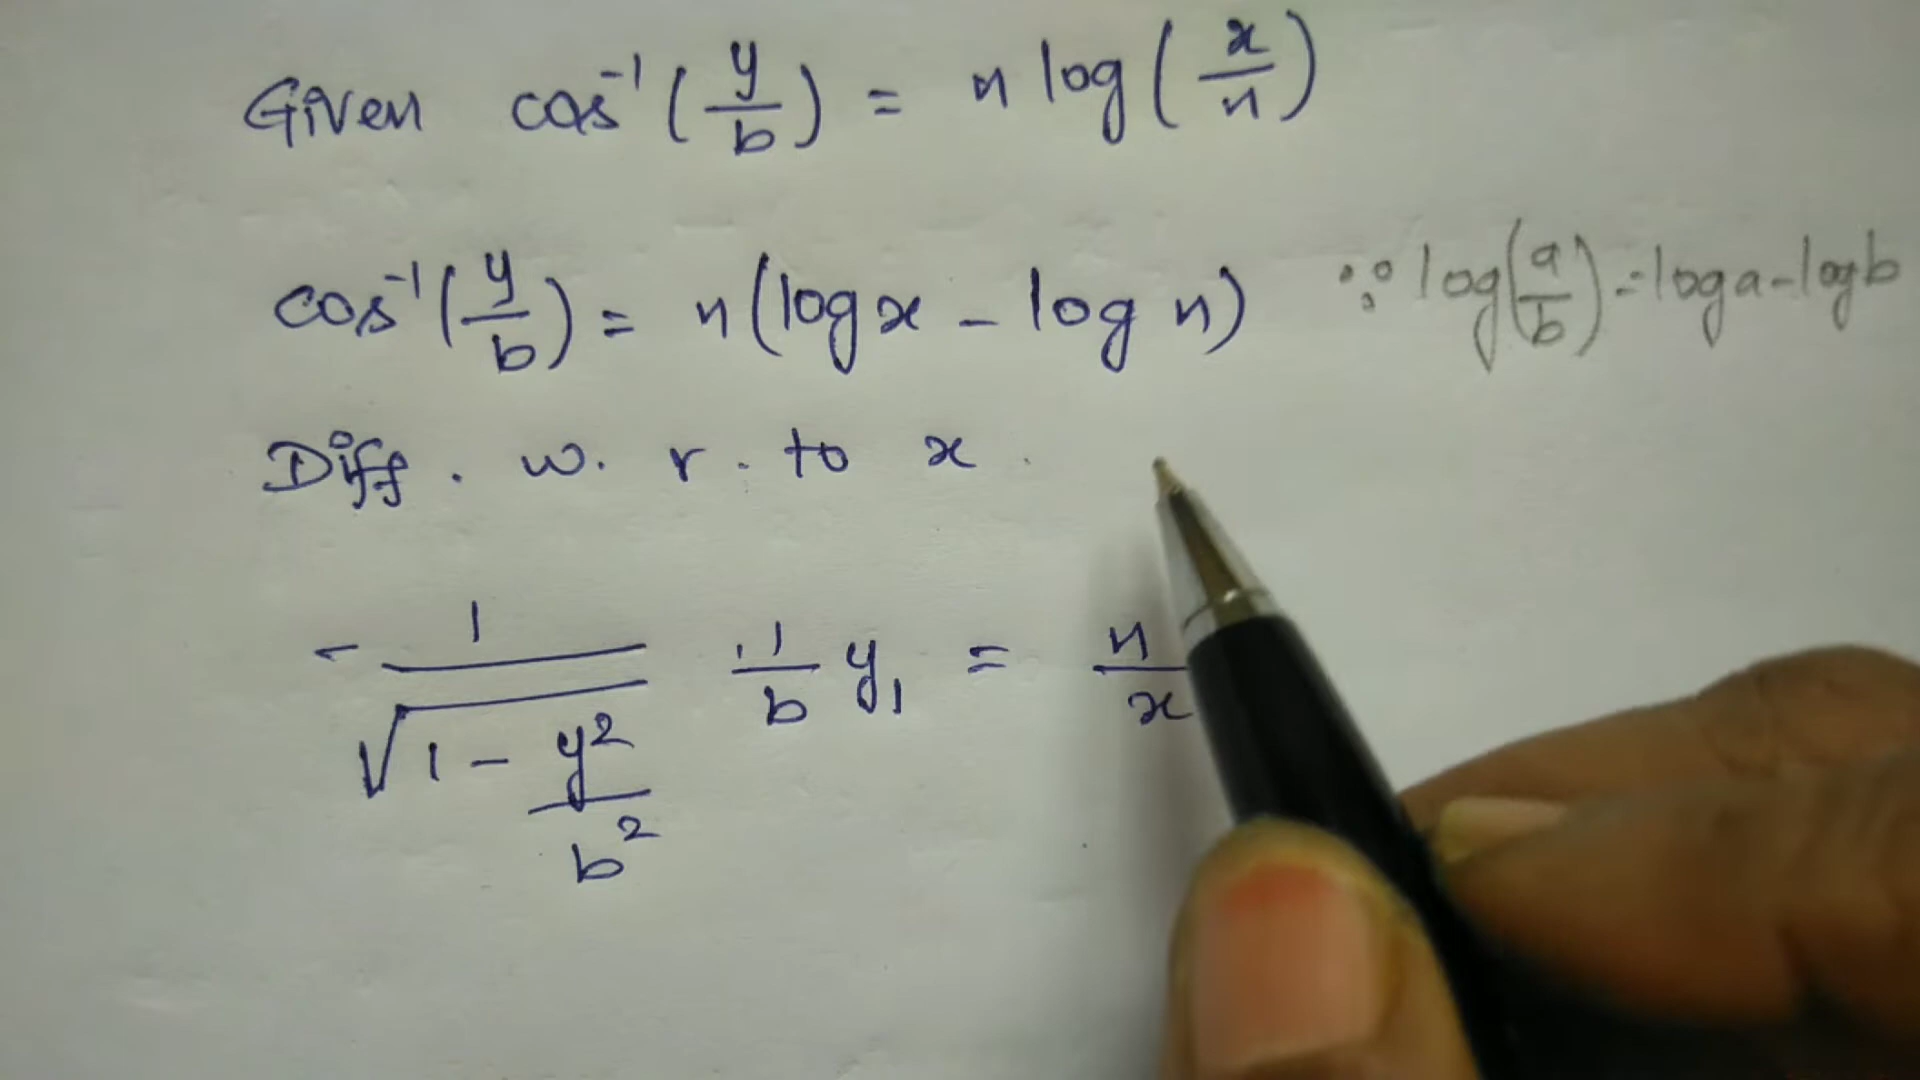 Given cos⁻¹(y/b) = n log(x/n)
cos⁻¹(y/b) = n(log x - log n) ∵ log(a/b) = log a - log b
Diff. w. r. to x.
- 1/√(1 - y²/b²) · 1/b y₁ = n/x